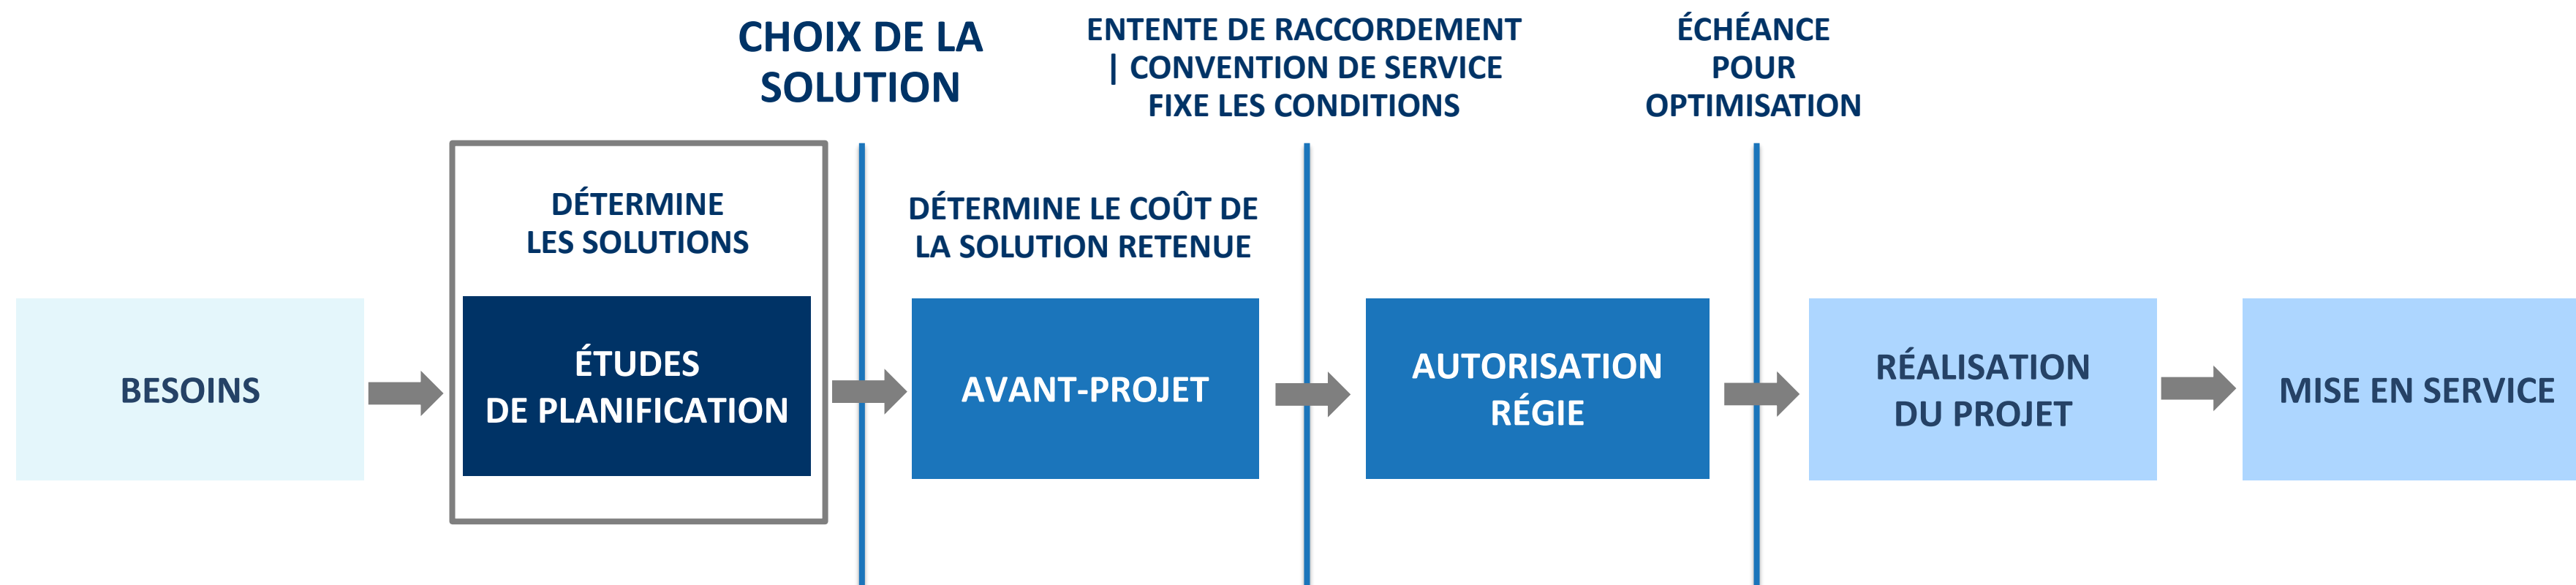 CHOIX DE LA
SOLUTION
ENTENTE DE RACCORDEMENT
| CONVENTION DE SERVICE
FIXE LES CONDITIONS
ÉCHÉANCE
POUR
OPTIMISATION
DÉTERMINE
LES SOLUTIONS
DÉTERMINE LE COÛT DE
LA SOLUTION RETENUE
BESOINS
ÉTUDES
DE PLANIFICATION
AVANT-PROJET
AUTORISATION
RÉGIE
RÉALISATION
DU PROJET
MISE EN SERVICE